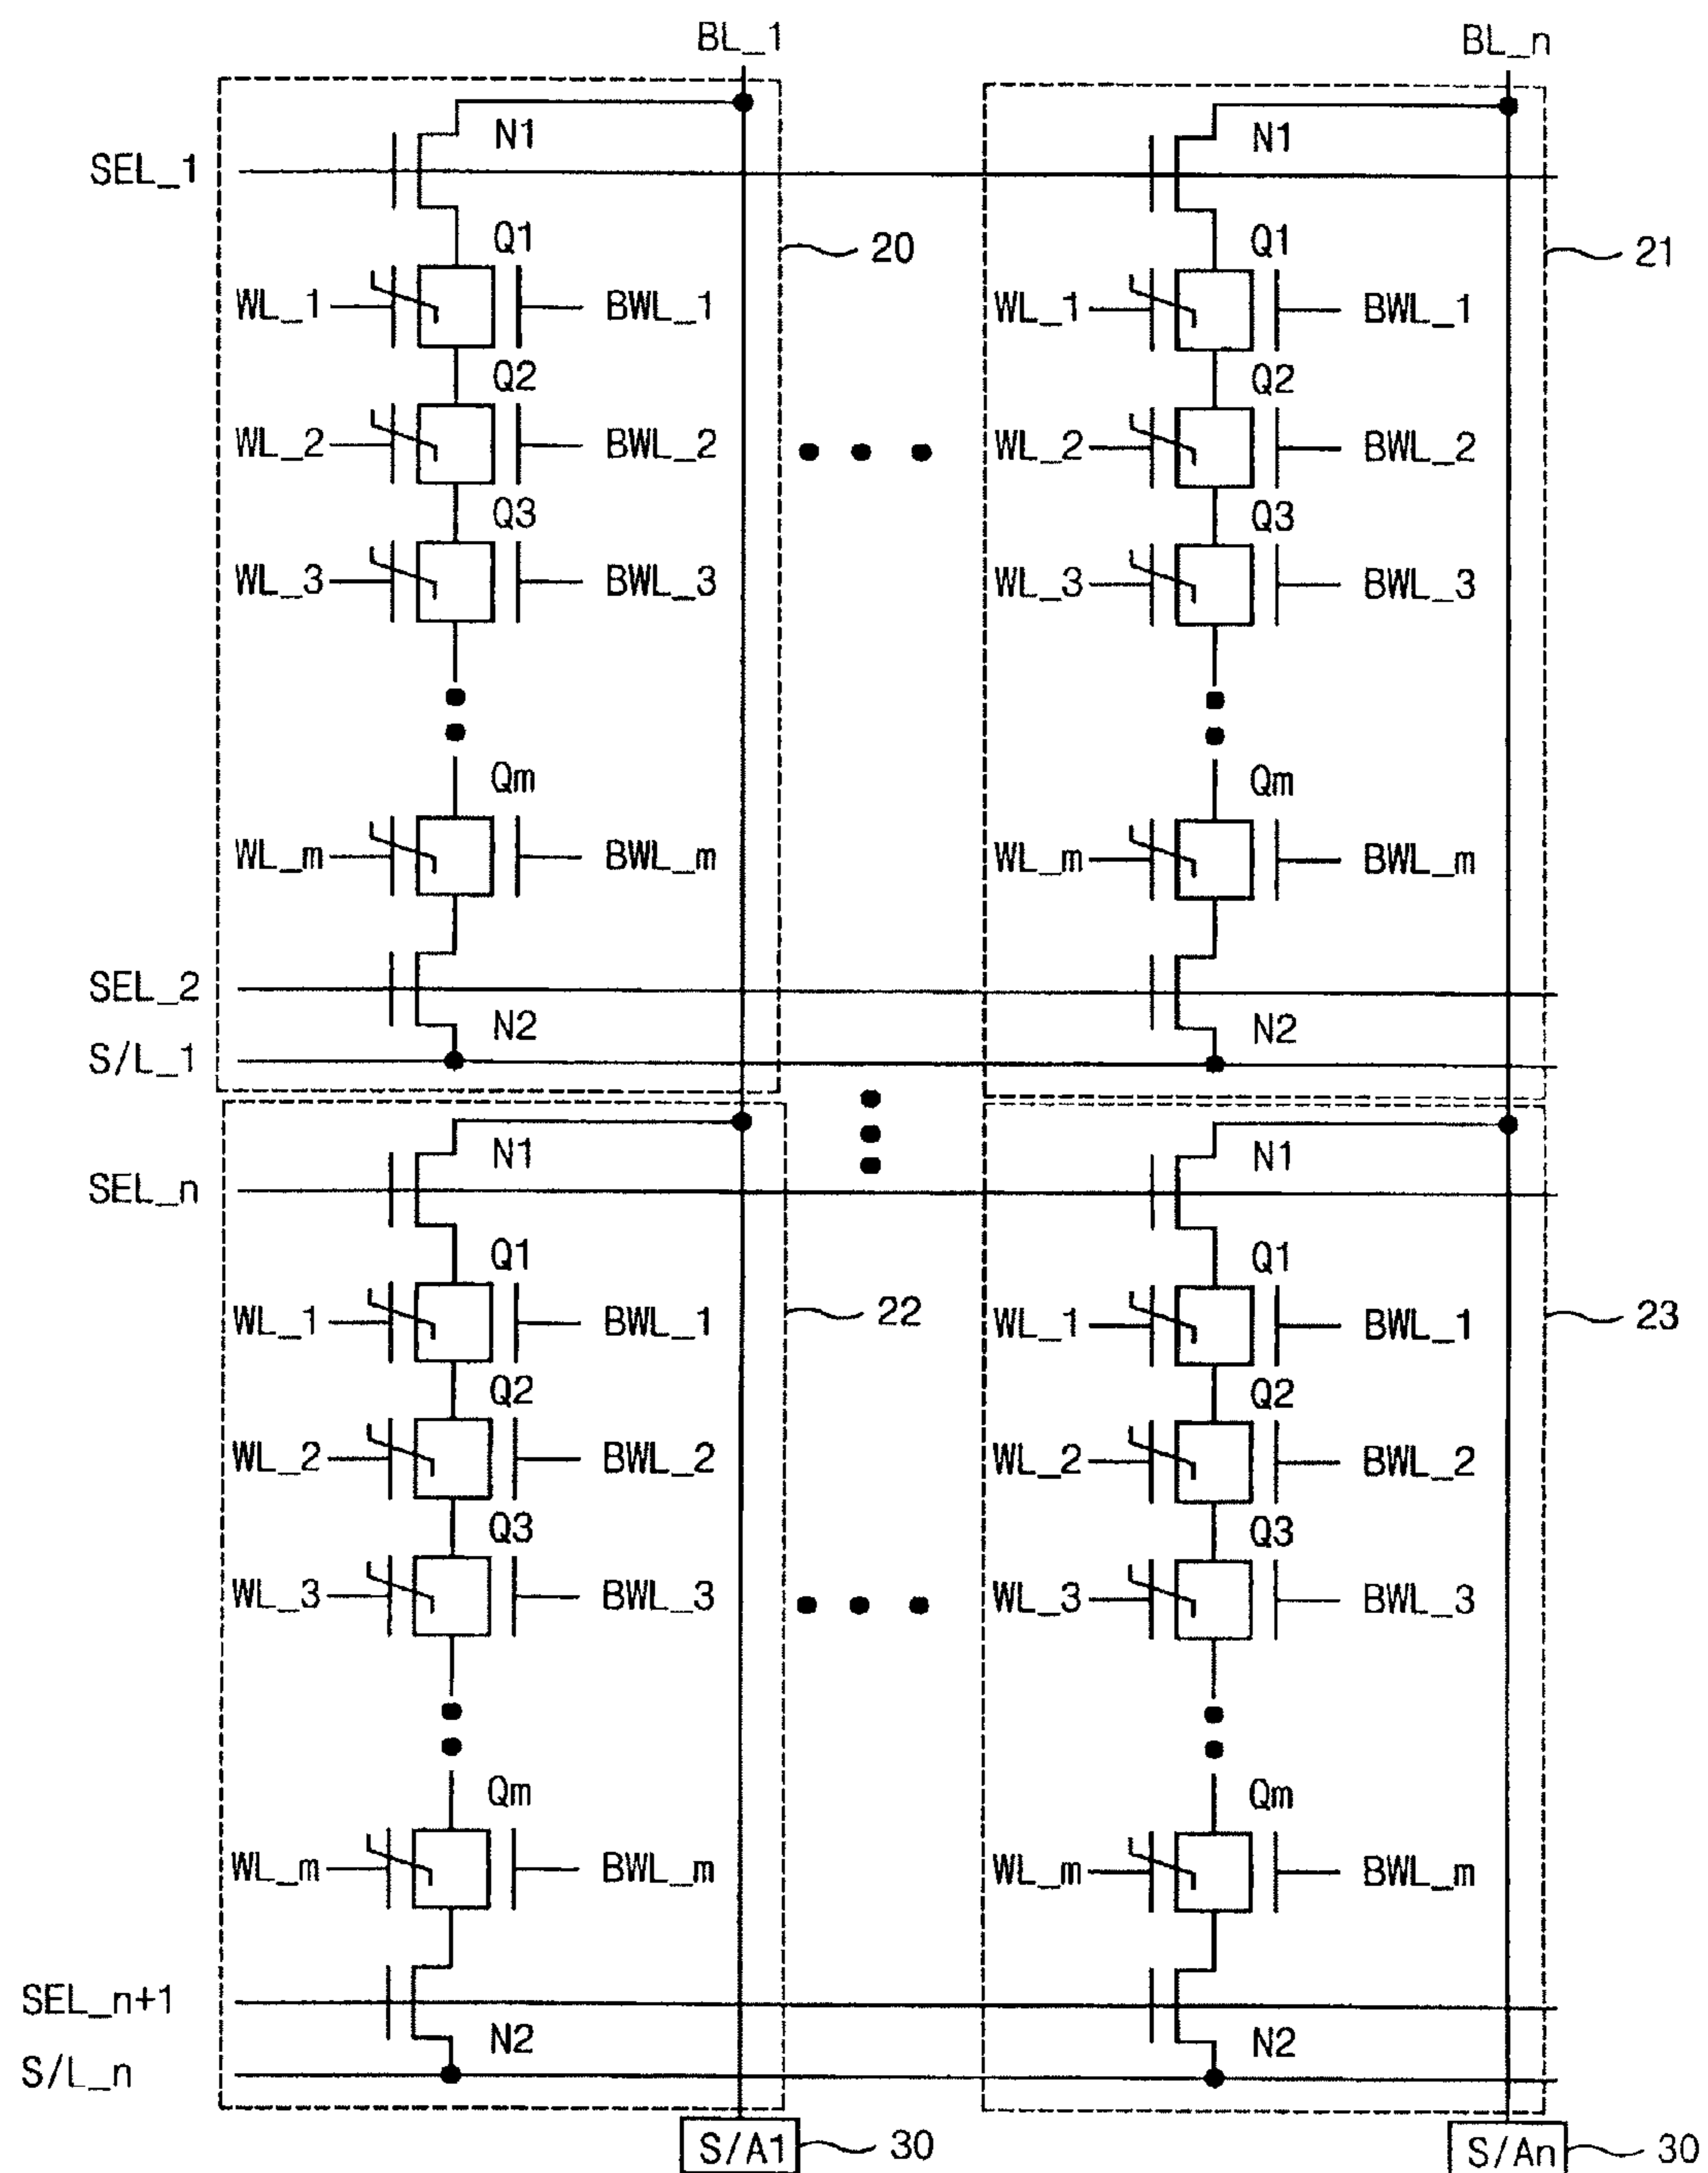 BL_1 BL_n
N1 N1
SEL_1
Q1 Q1
20 21
WL_1 BWL_1 WL_1 BWL_1
Q2 Q2
WL_2 BWL_2 WL_2 BWL_2
Q3 Q3
WL_3 BWL_3 WL_3 BWL_3
Qm Qm
WL_m BWL_m WL_m BWL_m
SEL_2
N2 N2
S/L_1
N1 N1
SEL_n
Q1 Q1
WL_1 BWL_1 22 WL_1 BWL_1 23
Q2 Q2
WL_2 BWL_2 WL_2 BWL_2
Q3 Q3
WL_3 BWL_3 WL_3 BWL_3
Qm Qm
WL_m BWL_m WL_m BWL_m
SEL_n+1
N2 N2
S/L_n
S/A1 30 S/An 30